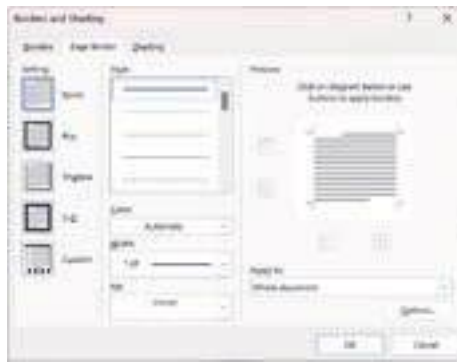 Borders and Shading
? X
Borders Page Border Shading
Setting:
None
Box
Shadow
3-D
Custom
Style:
Color:
Automatic
Width:
Art:
(none)
Preview
Click on diagram below or use
buttons to apply borders
Apply to:
Whole document
Options...
OK Cancel